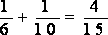 1/6 + 1/10 = 4/15